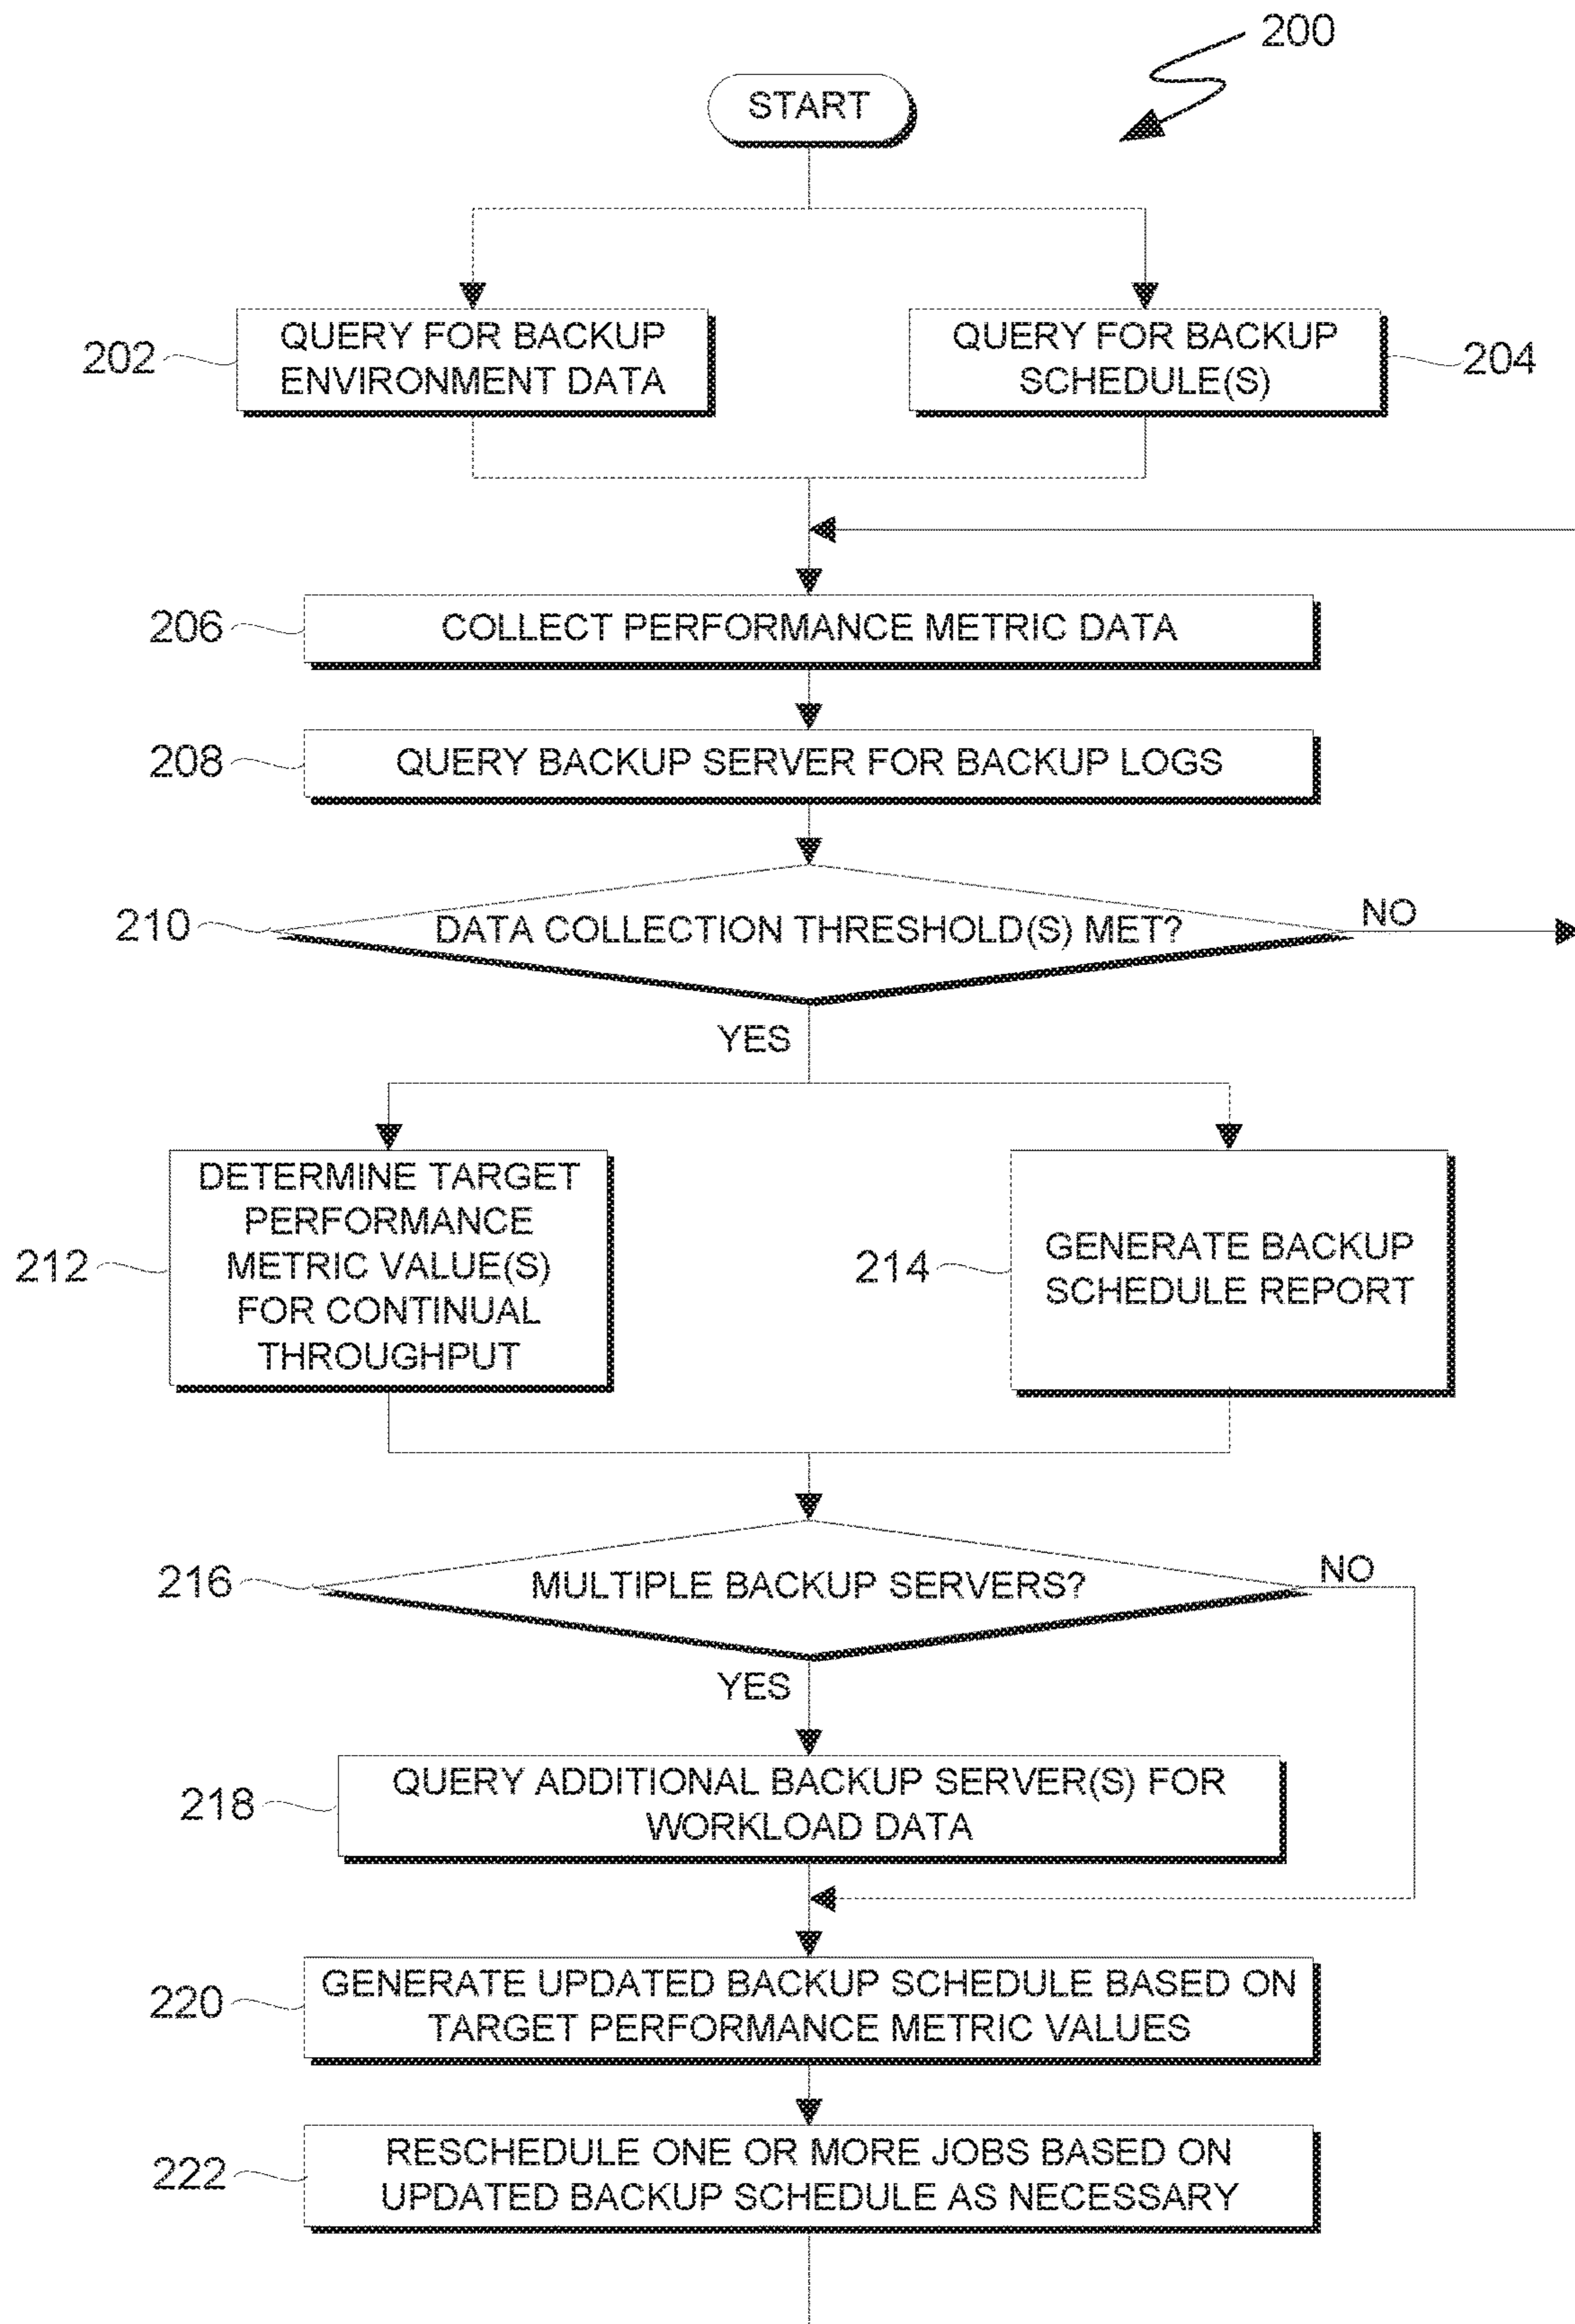 200
START
202
QUERY FOR BACKUP
ENVIRONMENT DATA
QUERY FOR BACKUP
SCHEDULE(S)
204
206
COLLECT PERFORMANCE METRIC DATA
208
QUERY BACKUP SERVER FOR BACKUP LOGS
210
DATA COLLECTION THRESHOLD(S) MET?
NO
YES
212
DETERMINE TARGET
PERFORMANCE
METRIC VALUE(S)
FOR CONTINUAL
THROUGHPUT
214
GENERATE BACKUP
SCHEDULE REPORT
216
MULTIPLE BACKUP SERVERS?
NO
YES
218
QUERY ADDITIONAL BACKUP SERVER(S) FOR
WORKLOAD DATA
220
GENERATE UPDATED BACKUP SCHEDULE BASED ON
TARGET PERFORMANCE METRIC VALUES
222
RESCHEDULE ONE OR MORE JOBS BASED ON
UPDATED BACKUP SCHEDULE AS NECESSARY